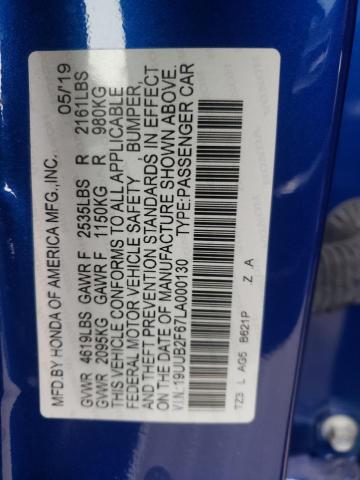 MFD.BY HONDA OF AMERICA MFG.,INC. 05/'19
GVWR 4619LBS GAWR F 2535LBS R 2161LBS
GVWR 2095KG GAWR F 1150KG R 980KG
THIS VEHICLE CONFORMS TO ALL APPLICABLE
FEDERAL MOTOR VEHICLE SAFETY BUMPER,
AND THEFT PREVENTION STANDARDS IN EFFECT
ON THE DATE OF MANUFACTURE SHOWN ABOVE.
V.I.N.:19UUB2F67LA000130 TYPE:PASSENGER CAR
TZ3 L AG5 B621P Z A